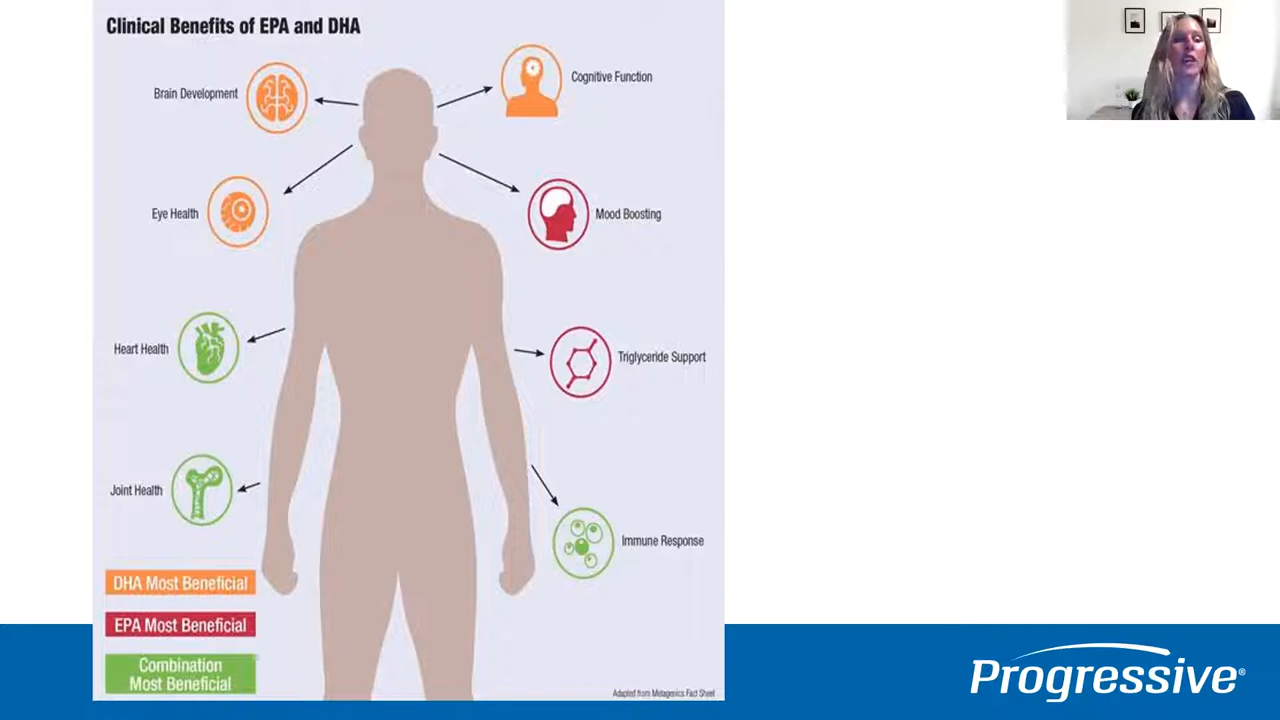 Clinical Benefits of EPA and DHA
Brain Development
Cognitive Function
Eye Health
Mood Boosting
Heart Health
Triglyceride Support
Joint Health
Immune Response
DHA Most Beneficial
EPA Most Beneficial
Combination
Most Beneficial
Adapted from Metagenics Fact Sheet
Progressive®